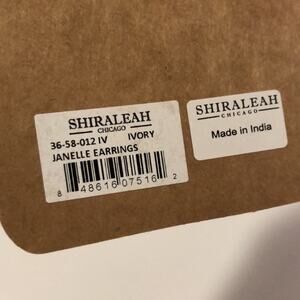 SHIRALEAH
CHICAGO
36-58-012 IV IVORY
JANELLE EARRINGS
8 48616 07516 2
SHIRALEAH
CHICAGO
Made in India